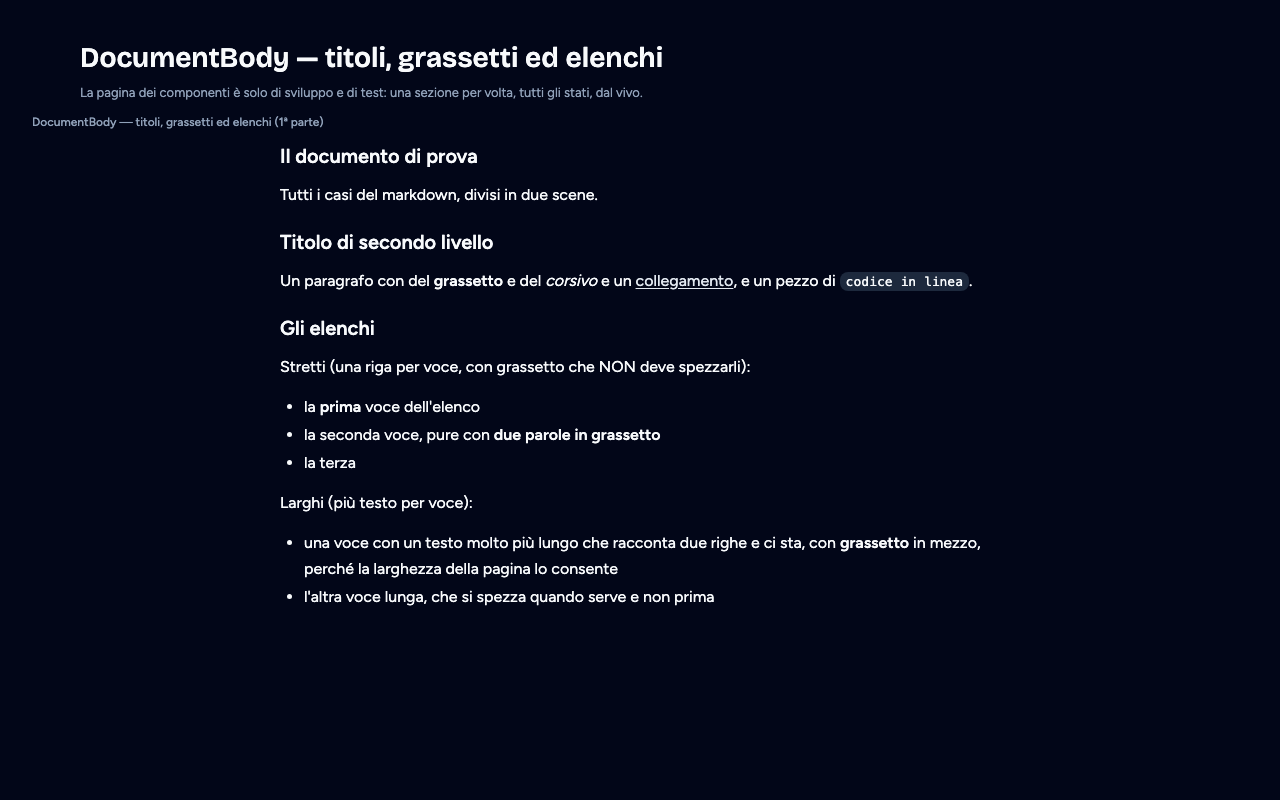 DocumentBody — titoli, grassetti ed elenchi
La pagina dei componenti è solo di sviluppo e di test: una sezione per volta, tutti gli stati, dal vivo.
DocumentBody — titoli, grassetti ed elenchi (1ª parte)
Il documento di prova
Tutti i casi del markdown, divisi in due scene.
Titolo di secondo livello
Un paragrafo con del grassetto e del corsivo e un collegamento, e un pezzo di codice in linea.
Gli elenchi
Stretti (una riga per voce, con grassetto che NON deve spezzarli):
• la prima voce dell'elenco
• la seconda voce, pure con due parole in grassetto
• la terza
Larghi (più testo per voce):
• una voce con un testo molto più lungo che racconta due righe e ci sta, con grassetto in mezzo,
perché la larghezza della pagina lo consente
• l'altra voce lunga, che si spezza quando serve e non prima